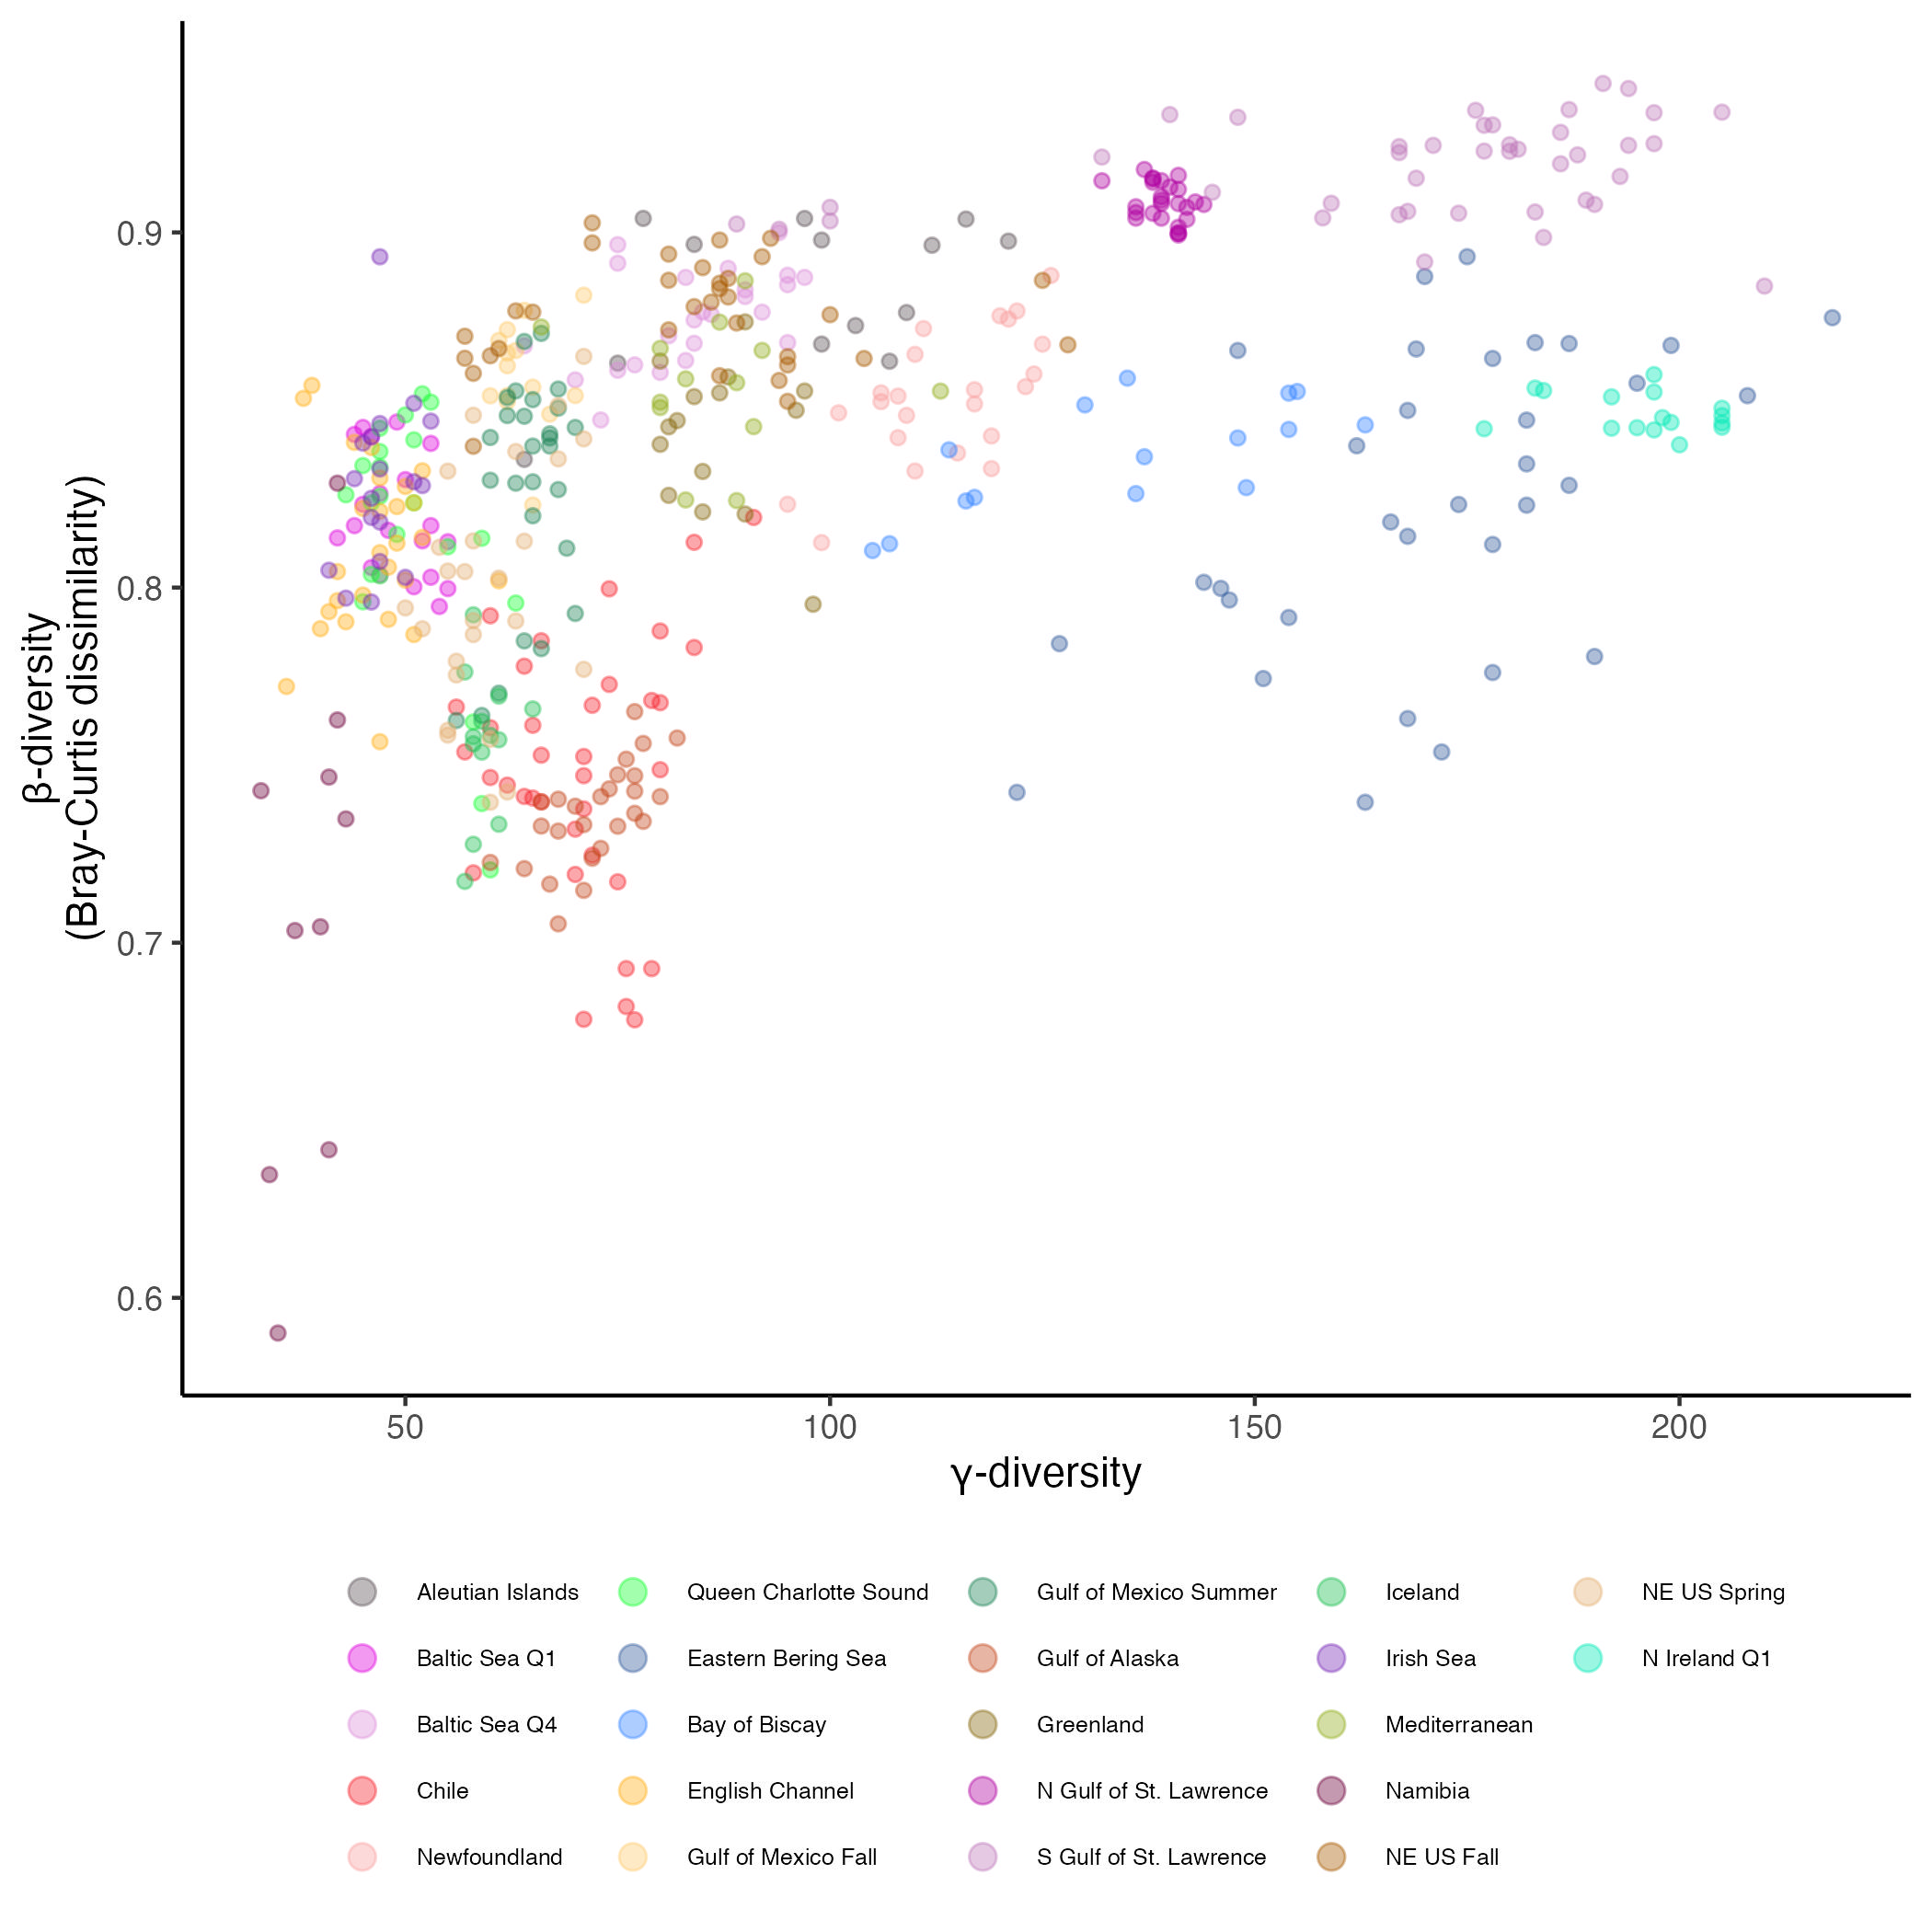 β-diversity
(Bray-Curtis dissimilarity)
0.9
0.8
0.7
0.6
50 100 150 200
γ-diversity
Aleutian Islands Queen Charlotte Sound Gulf of Mexico Summer Iceland NE US Spring
Baltic Sea Q1 Eastern Bering Sea Gulf of Alaska Irish Sea N Ireland Q1
Baltic Sea Q4 Bay of Biscay Greenland Mediterranean
Chile English Channel N Gulf of St. Lawrence Namibia
Newfoundland Gulf of Mexico Fall S Gulf of St. Lawrence NE US Fall